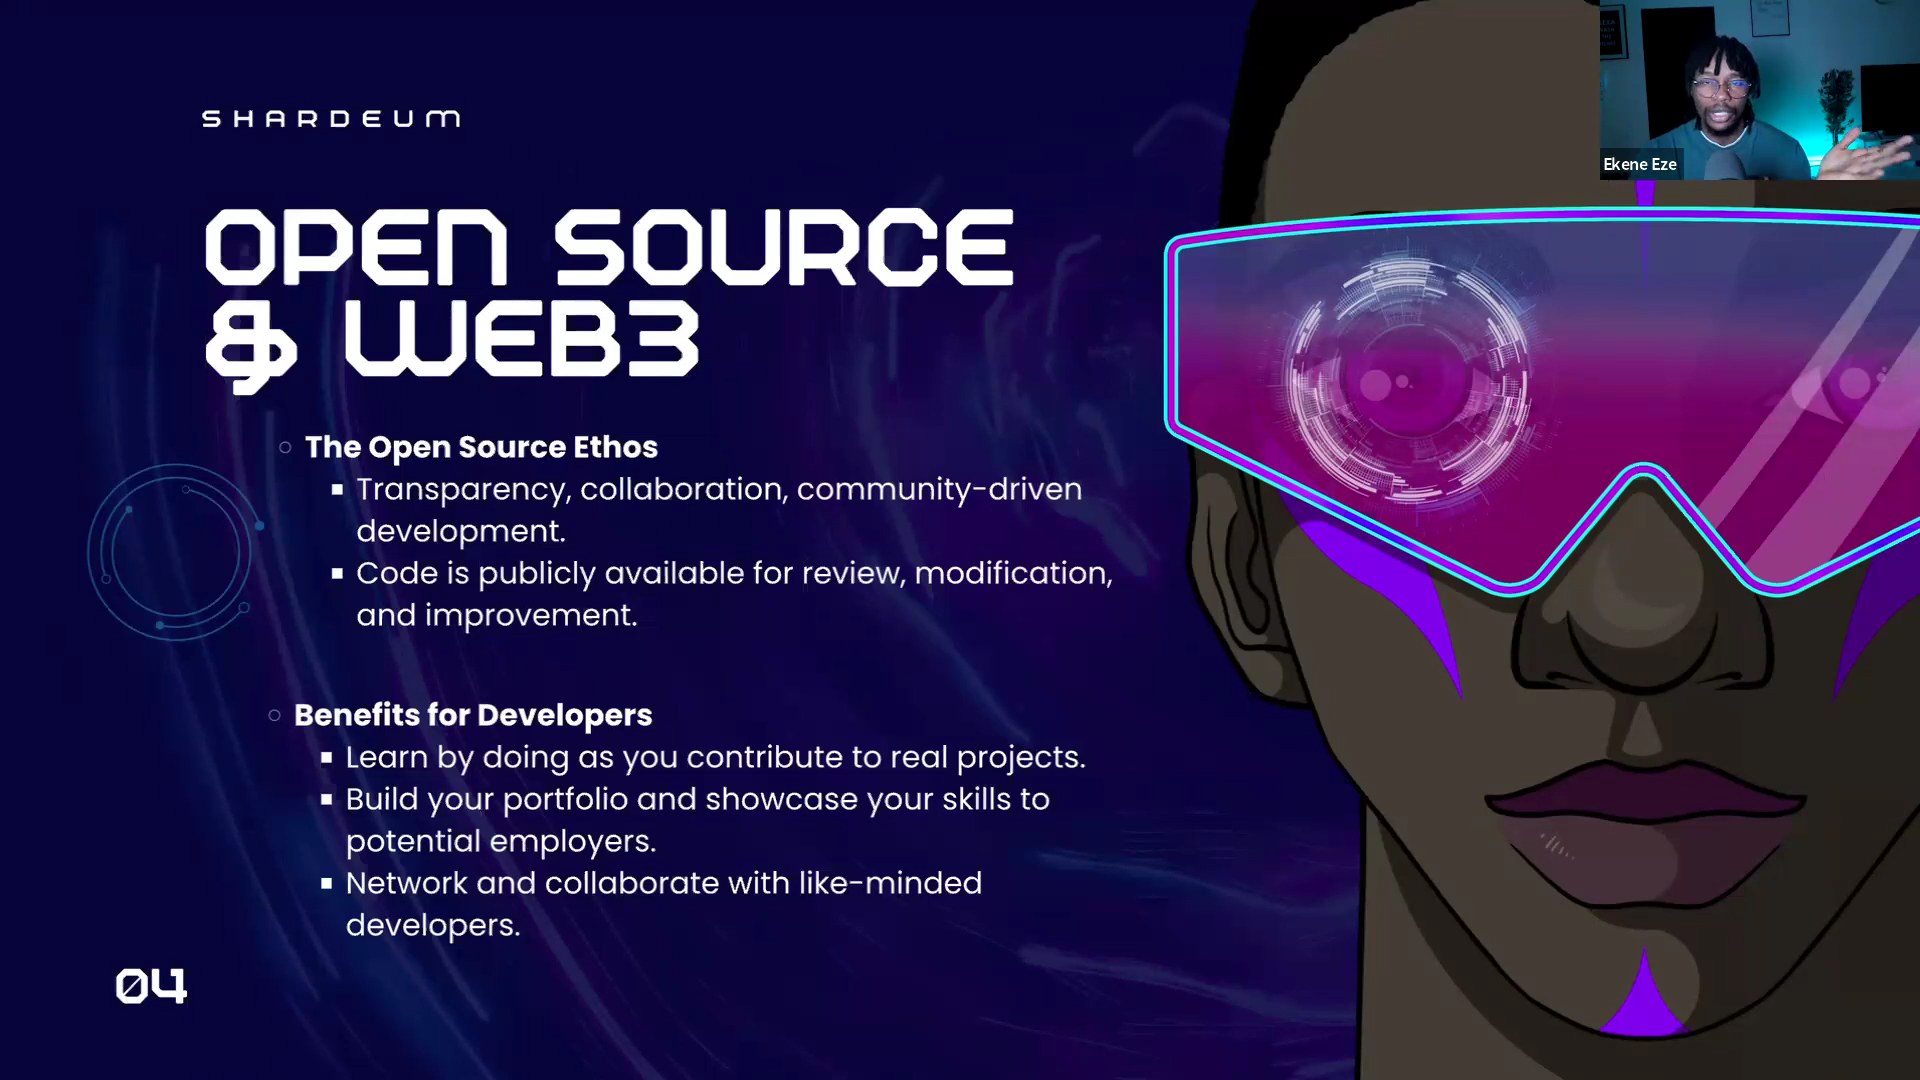 SHARDEUM
Ekene Eze
OPEN SOURCE
& WEB3
The Open Source Ethos
Transparency, collaboration, community-driven
development.
Code is publicly available for review, modification,
and improvement.
Benefits for Developers
Learn by doing as you contribute to real projects.
Build your portfolio and showcase your skills to
potential employers.
Network and collaborate with like-minded
developers.
04